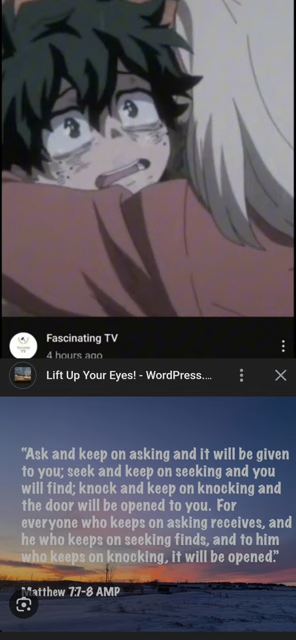 Fascinating TV
4 hours ago
Lift Up Your Eyes! - WordPress....
"Ask and keep on asking and it will be given
to you; seek and keep on seeking and you
will find; knock and keep on knocking and
the door will be opened to you. For
everyone who keeps on asking receives, and
he who keeps on seeking finds, and to him
who keeps on knocking, it will be opened."
Matthew 7:7-8 AMP